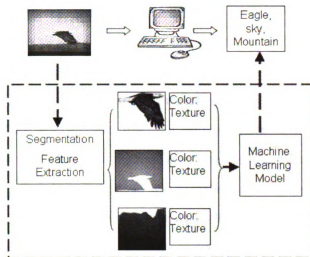 Eagle,
sky,
Mountain
Segmentation
Feature
Extraction
Color;
Texture
Color;
Texture
Color;
Texture
Machine
Learning
Model